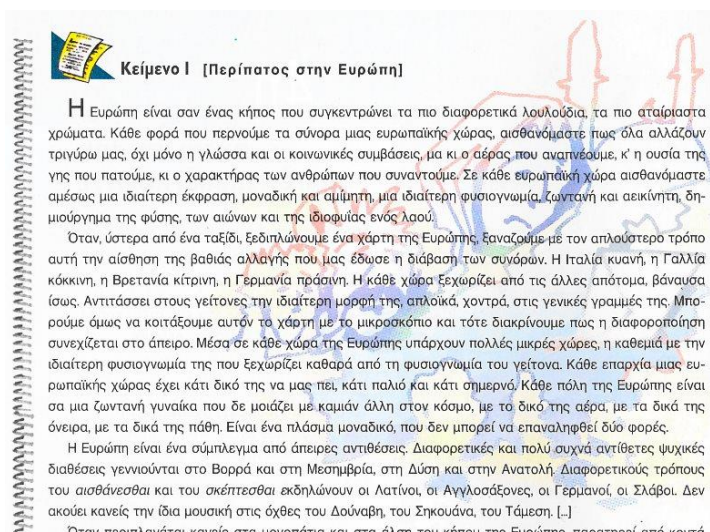 Κείμενο Ι [Περίπατος στην Ευρώπη]
Η Ευρώπη είναι σαν ένας κήπος που συγκεντρώνει τα πιο διαφορετικά λουλούδια, τα πιο αταίριαστα
χρώματα. Κάθε φορά που περνούμε τα σύνορα μιας ευρωπαϊκής χώρας, αισθανόμαστε πως όλα αλλάζουν
τριγύρω μας, όχι μόνο η γλώσσα και οι κοινωνικές συμβάσεις, μα κι ο αέρας που αναπνέουμε, κ' η ουσία της
γης που πατούμε, κι ο χαρακτήρας των ανθρώπων που συναντούμε. Σε κάθε ευρωπαϊκή χώρα αισθανόμαστε
αμέσως μια ιδιαίτερη έκφραση, μοναδική και αμίμητη, μια ιδιαίτερη φυσιογνωμία, ζωντανή και αεικίνητη, δη-
μιούργημα της φύσης, των αιώνων και της ιδιοφυΐας ενός λαού.
Όταν, ύστερα από ένα ταξίδι, ξεδιπλώνουμε ένα χάρτη της Ευρώπης, ξαναζούμε με τον απλούστερο τρόπο
αυτή την αίσθηση της βαθιάς αλλαγής που μας έδωσε η διάβαση των συνόρων. Η Ιταλία κυανή, η Γαλλία
κόκκινη, η Βρετανία κίτρινη, η Γερμανία πράσινη. Η κάθε χώρα ξεχωρίζει από τις άλλες απότομα, βάναυσα
ίσως. Αντιτάσσει στους γείτονες την ιδιαίτερη μορφή της, απλοϊκά, χοντρά, στις γενικές γραμμές της. Μπο-
ρούμε όμως να κοιτάξουμε αυτόν το χάρτη με το μικροσκόπιο και τότε διακρίνουμε πως η διαφοροποίηση
συνεχίζεται στο άπειρο. Μέσα σε κάθε χώρα της Ευρώπης υπάρχουν πολλές μικρές χώρες, η καθεμιά με την
ιδιαίτερη φυσιογνωμία της που ξεχωρίζει καθαρά από τη φυσιογνωμία του γείτονα. Κάθε επαρχία μιας ευ-
ρωπαϊκής χώρας έχει κάτι δικό της να μας πει, κάτι παλιό και κάτι σημερνό. Κάθε πόλη της Ευρώπης είναι
σα μια ζωντανή γυναίκα που δε μοιάζει με καμιάν άλλη στον κόσμο, με το δικό της αέρα, με τα δικά της
όνειρα, με τα δικά της πάθη. Είναι ένα πλάσμα μοναδικό, που δεν μπορεί να επαναληφθεί δύο φορές.
Η Ευρώπη είναι ένα σύμπλεγμα από άπειρες αντιθέσεις. Διαφορετικές και πολύ συχνά αντίθετες ψυχικές
διαθέσεις γεννιούνται στο Βορρά και στη Μεσημβρία, στη Δύση και στην Ανατολή. Διαφορετικούς τρόπους
του αισθάνεσθαι και του σκέπτεσθαι εκδηλώνουν οι Λατίνοι, οι Αγγλοσάξονες, οι Γερμανοί, οι Σλάβοι. Δεν
ακούει κανείς την ίδια μουσική στις όχθες του Δούναβη, του Σηκουάνα, του Τάμεση. [...]